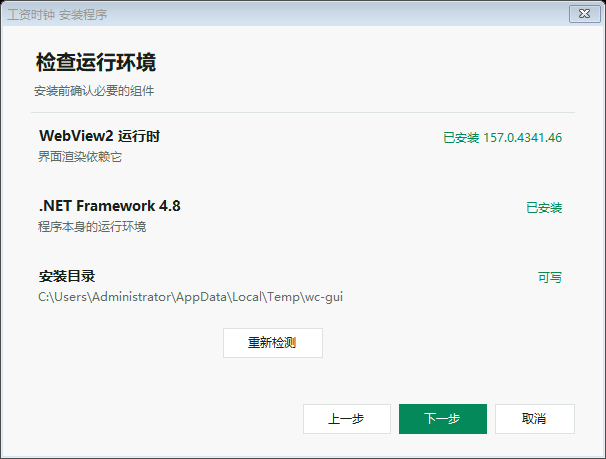 工资时钟 安装程序
检查运行环境
安装前确认必要的组件
WebView2 运行时
已安装 157.0.4341.46
界面渲染依赖它
.NET Framework 4.8
已安装
程序本身的运行环境
安装目录
可写
C:\Users\Administrator\AppData\Local\Temp\wc-gui
重新检测
上一步
下一步
取消